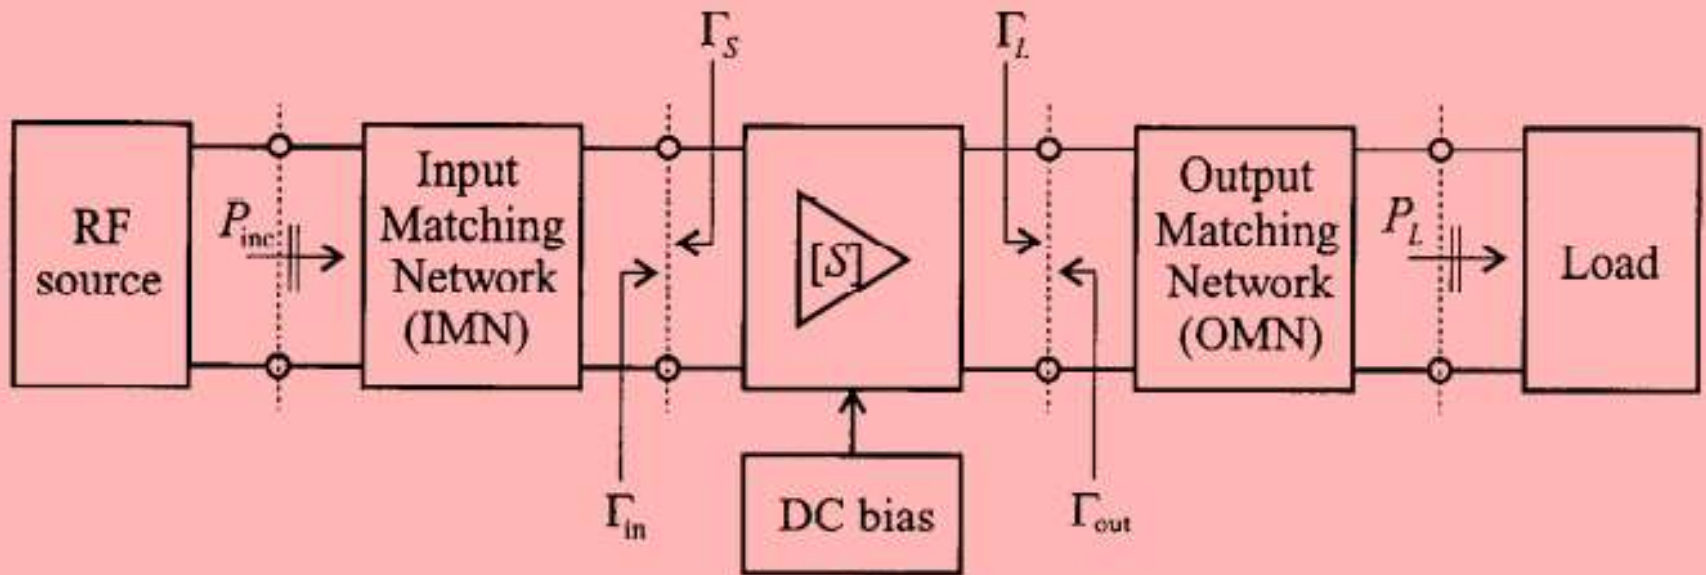 Γ_S
Γ_L
RF
source
P_inc
Input
Matching
Network
(IMN)
[S]
Output
Matching
Network
(OMN)
P_L
Load
Γ_in
DC bias
Γ_out